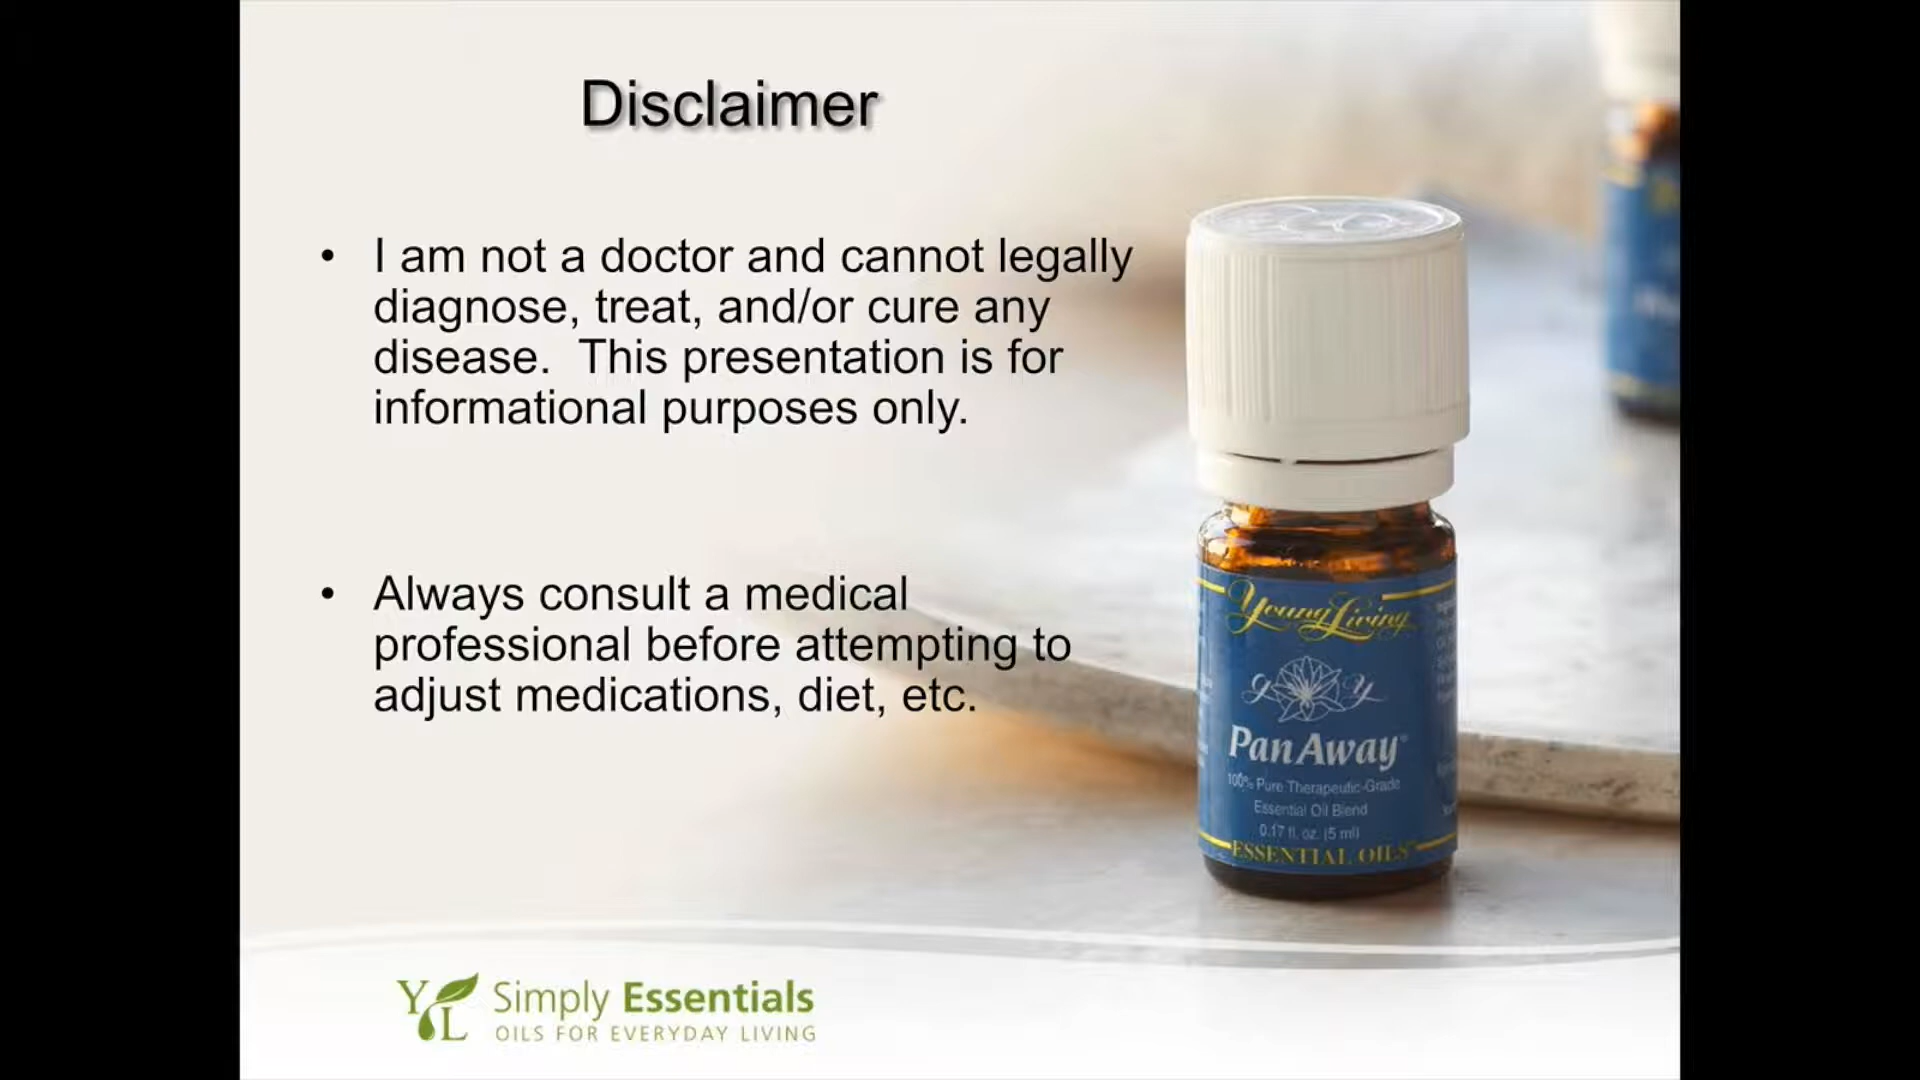 Disclaimer
• I am not a doctor and cannot legally
diagnose, treat, and/or cure any
disease.  This presentation is for
informational purposes only.
• Always consult a medical
professional before attempting to
adjust medications, diet, etc.
Young Living
g y
PanAway®
100% Pure Therapeutic-Grade
Essential Oil Blend
0.17 fl. oz. (5 ml)
ESSENTIAL OILS
YL
Simply Essentials
OILS FOR EVERYDAY LIVING